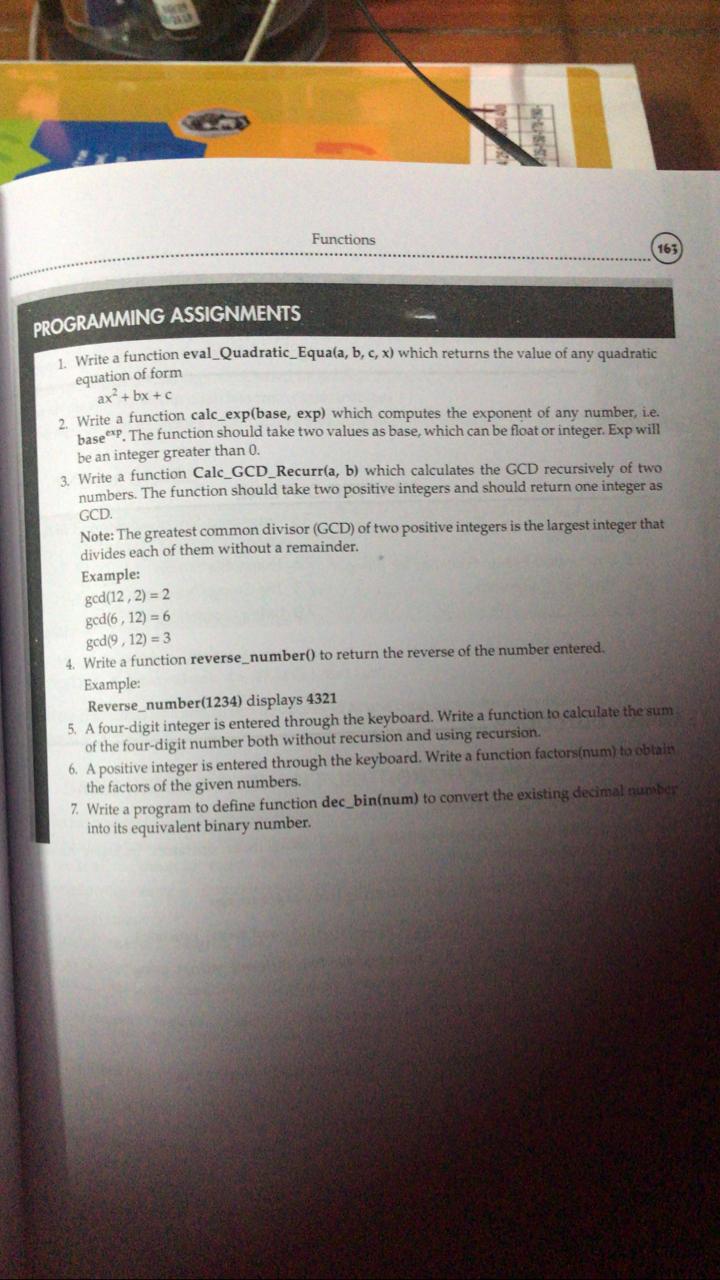 Functions
163
PROGRAMMING ASSIGNMENTS
1. Write a function eval_Quadratic_Equa(a, b, c, x) which returns the value of any quadratic
equation of form
ax² + bx + c
2. Write a function calc_exp(base, exp) which computes the exponent of any number, i.e.
base^exp. The function should take two values as base, which can be float or integer. Exp will
be an integer greater than 0.
3. Write a function Calc_GCD_Recurr(a, b) which calculates the GCD recursively of two
numbers. The function should take two positive integers and should return one integer as
GCD.
Note: The greatest common divisor (GCD) of two positive integers is the largest integer that
divides each of them without a remainder.
Example:
gcd(12 , 2) = 2
gcd(6 , 12) = 6
gcd(9 , 12) = 3
4. Write a function reverse_number() to return the reverse of the number entered.
Example:
Reverse_number(1234) displays 4321
5. A four-digit integer is entered through the keyboard. Write a function to calculate the sum
of the four-digit number both without recursion and using recursion.
6. A positive integer is entered through the keyboard. Write a function factors(num) to obtain
the factors of the given numbers.
7. Write a program to define function dec_bin(num) to convert the existing decimal number
into its equivalent binary number.